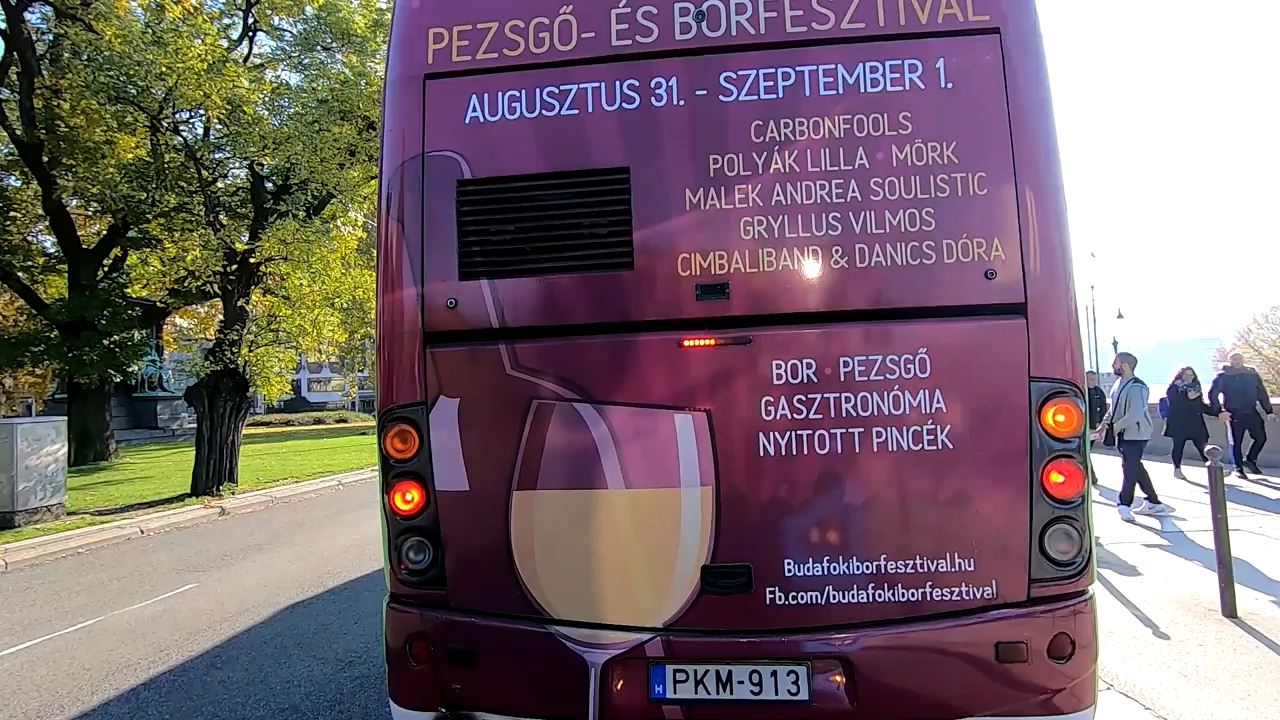 PEZSGŐ- ÉS BORFESZTIVÁL
AUGUSZTUS 31. - SZEPTEMBER 1.
CARBONFOOLS
POLYÁK LILLA · MÖRK
MALEK ANDREA SOULISTIC
GRYLLUS VILMOS
CIMBALIBAND & DANICS DÓRA
BOR · PEZSGŐ
GASZTRONÓMIA
NYITOTT PINCÉK
Budafokiborfesztival.hu
Fb.com/budafokiborfesztival
H PKM-913